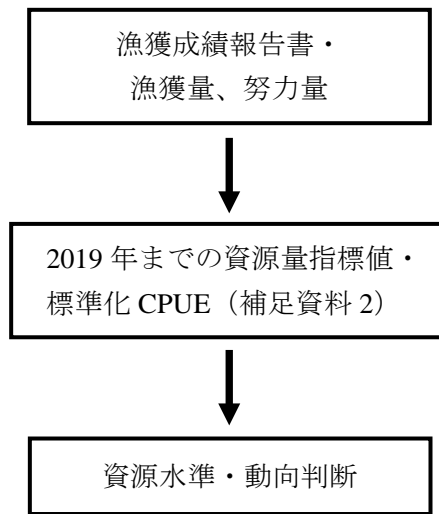 漁獲成績報告書・
漁獲量、努力量
2019 年までの資源量指標値・
標準化 CPUE（補足資料 2）
資源水準・動向判断